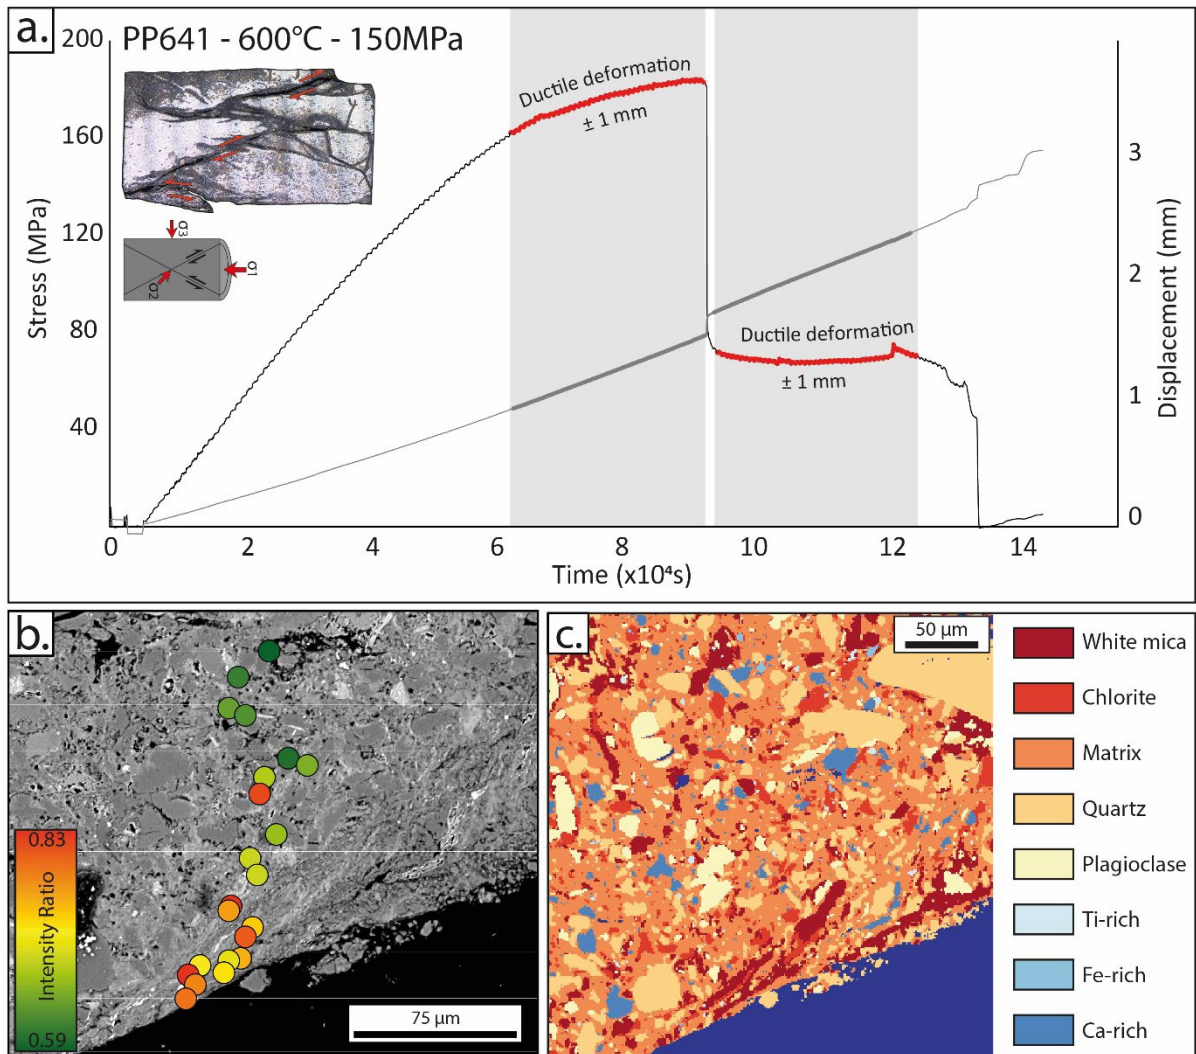 a.
PP641 - 600°C - 150MPa
200
160
120
80
40
Stress (MPa)
Ductile deformation
± 1 mm
Ductile deformation
± 1 mm
σ3
σ1
σ2
3
2
1
0
Displacement (mm)
0 2 4 6 8 10 12 14
Time (x10⁴s)
b.
0.83
Intensity Ratio
0.59
75 µm
c.
50 µm
White mica
Chlorite
Matrix
Quartz
Plagioclase
Ti-rich
Fe-rich
Ca-rich